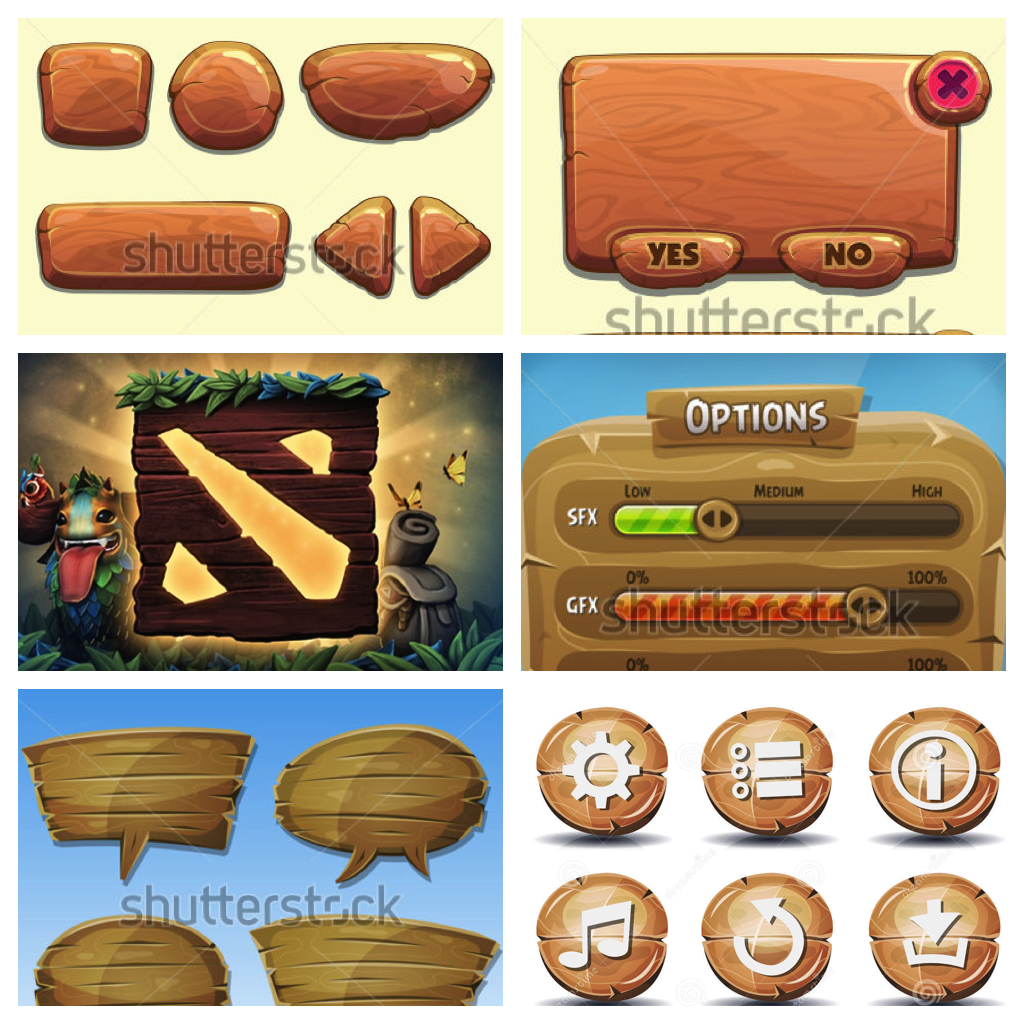 shutterstock
YES NO
shutterstock
OPTIONS
LOW MEDIUM HIGH
SFX
0% 100%
GFX
shutterstock
0% 100%
shutterstock